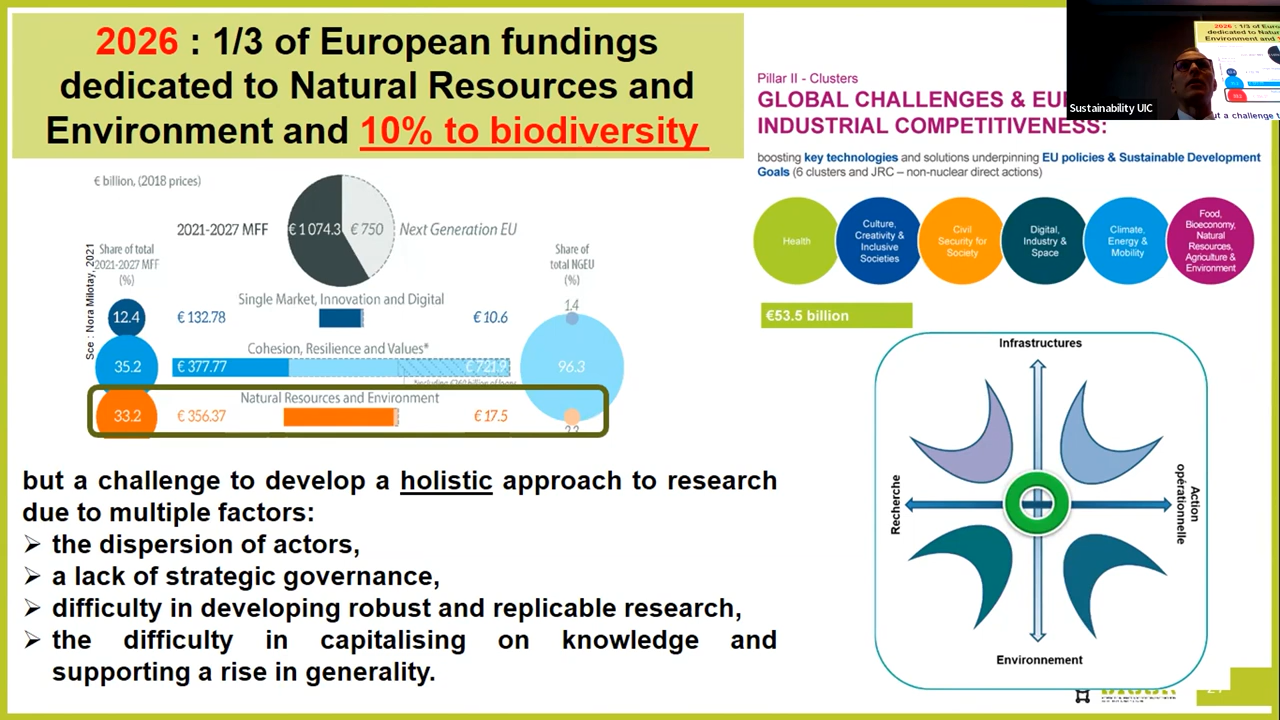 2026 : 1/3 of European fundings
dedicated to Natural Resources and
Environment and 10% to biodiversity
€ billion, (2018 prices)
2021-2027 MFF
€ 1 074.3
€ 750
Next Generation EU
Sce : Nora Milotay, 2021
Share of total
2021-2027 MFF
(%)
Share of
total NGEU
(%)
Single Market, Innovation and Digital
12.4
€ 132.78
€ 10.6
1.4
Cohesion, Resilience and Values*
35.2
€ 377.77
€ 721.9
96.3
Natural Resources and Environment
33.2
€ 356.37
€ 17.5
but a challenge to develop a holistic approach to research
due to multiple factors:
➢ the dispersion of actors,
➢ a lack of strategic governance,
➢ difficulty in developing robust and replicable research,
➢ the difficulty in capitalising on knowledge and
supporting a rise in generality.
Pillar II - Clusters
GLOBAL CHALLENGES &
INDUSTRIAL COMPETITIVENESS:
boosting key technologies and solutions underpinning EU policies & Sustainable Development
Goals (6 clusters and JRC – non-nuclear direct actions)
Health
Culture,
Creativity &
Inclusive
Societies
Civil
Security for
Society
Digital,
Industry &
Space
Climate,
Energy &
Mobility
Food,
Bioeconomy,
Natural
Resources,
Agriculture &
Environment
€53.5 billion
Infrastructures
Recherche
Action
opérationnelle
Environnement
Sustainability UIC